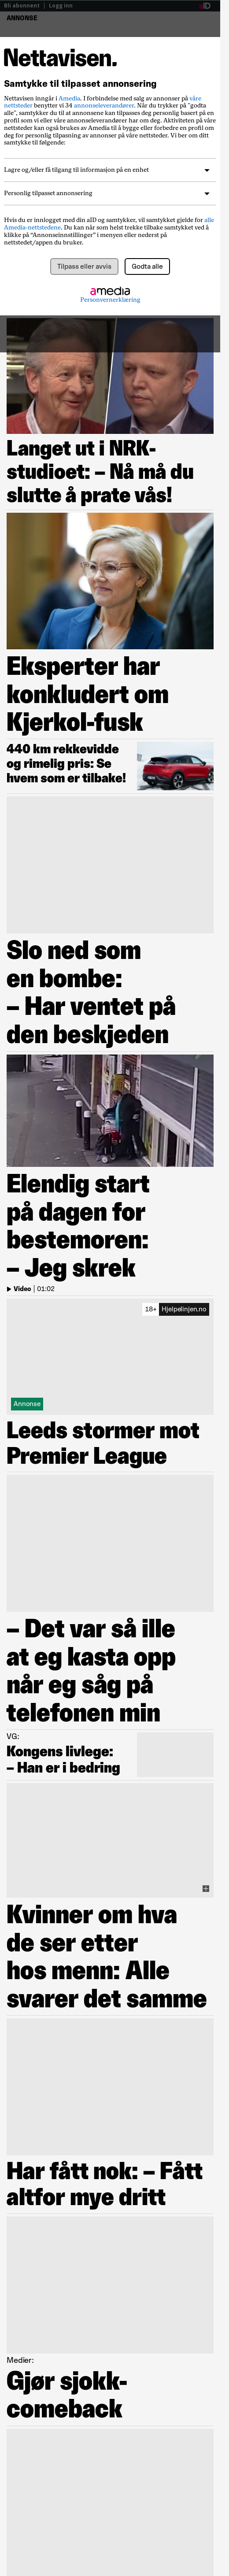 Bli abonnent | Logg inn
ANNONSE
Nettavisen.
Samtykke til tilpasset annonsering
Nettavisen inngår i Amedia. I forbindelse med salg av annonser på våre
nettsteder benytter vi 34 annonseleverandører. Når du trykker på "godta
alle", samtykker du til at annonser kan tilpasses deg personlig basert på en
profil som vi eller våre annonseleverandører har om deg. Aktiviteten på våre
nettsteder kan også brukes av Amedia til å bygge eller forbedre en profil om
deg for personlig tilpasning av annonser på våre nettsteder. Vi ber om ditt
samtykke til følgende:
Lagre og/eller få tilgang til informasjon på en enhet
Personlig tilpasset annonsering
Hvis du er innlogget med din aID og samtykker, vil samtykket gjelde for alle
Amedia-nettstedene. Du kan når som helst trekke tilbake samtykket ved å
klikke på “Annonseinnstillinger” i menyen eller nederst på
nettstedet/appen du bruker.
Tilpass eller avvis
Godta alle
amedia
Personvernerklæring
Langet ut i NRK-
studioet: – Nå må du
slutte å prate vås!
Eksperter har
konkludert om
Kjerkol-fusk
440 km rekkevidde
og rimelig pris: Se
hvem som er tilbake!
Slo ned som
en bombe:
– Har ventet på
den beskjeden
Elendig start
på dagen for
bestemoren:
– Jeg skrek
Video | 01:02
18+ Hjelpelinjen.no
Annonse
Leeds stormer mot
Premier League
– Det var så ille
at eg kasta opp
når eg såg på
telefonen min
VG:
Kongens livlege:
– Han er i bedring
Kvinner om hva
de ser etter
hos menn: Alle
svarer det samme
Har fått nok: – Fått
altfor mye dritt
Medier:
Gjør sjokk-
comeback